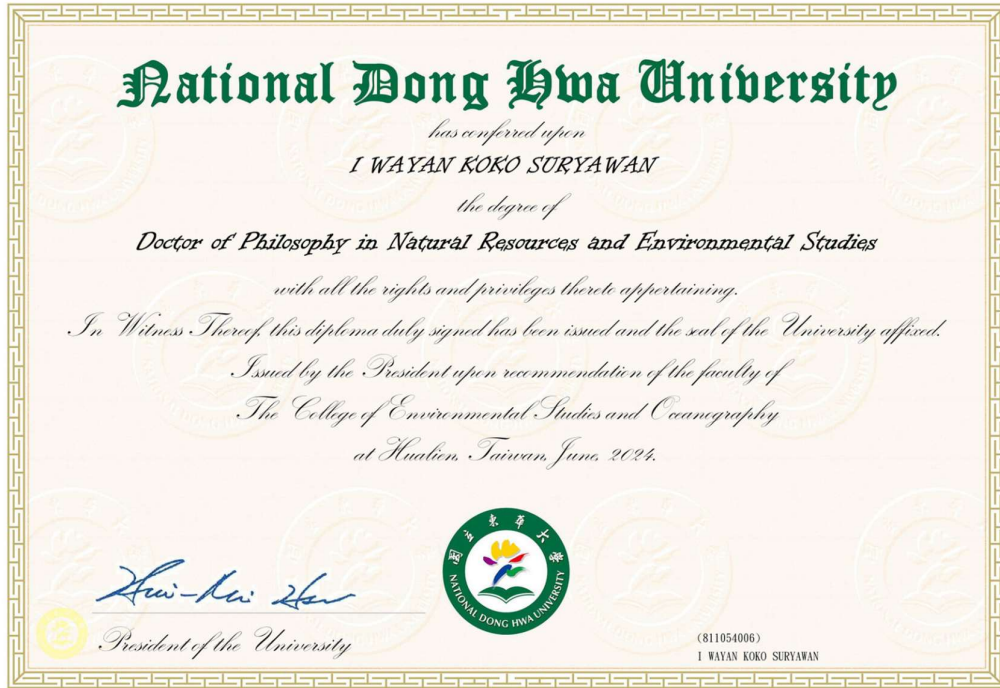 National Dong Hwa University
has conferred upon
I WAYAN KOKO SURYAWAN
the degree of
Doctor of Philosophy in Natural Resources and Environmental Studies
with all the rights and privileges thereto appertaining.
In Witness Thereof, this diploma duly signed has been issued and the seal of the University affixed.
Issued by the President upon recommendation of the faculty of
The College of Environmental Studies and Oceanography
at Hualien, Taiwan, June, 2024.
國立東華大學
NATIONAL DONG HWA UNIVERSITY
President of the University
(811054006)
I WAYAN KOKO SURYAWAN